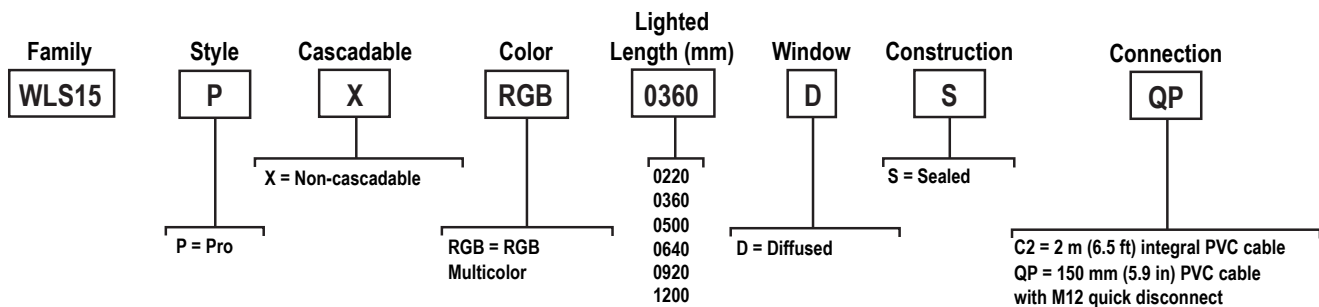 Family
Style
Cascadable
Color
Lighted
Length (mm)
Window
Construction
Connection
WLS15
P
X
RGB
0360
D
S
QP
X = Non-cascadable
0220
0360
0500
0640
0920
1200
S = Sealed
P = Pro
RGB = RGB
Multicolor
D = Diffused
C2 = 2 m (6.5 ft) integral PVC cable
QP = 150 mm (5.9 in) PVC cable
with M12 quick disconnect